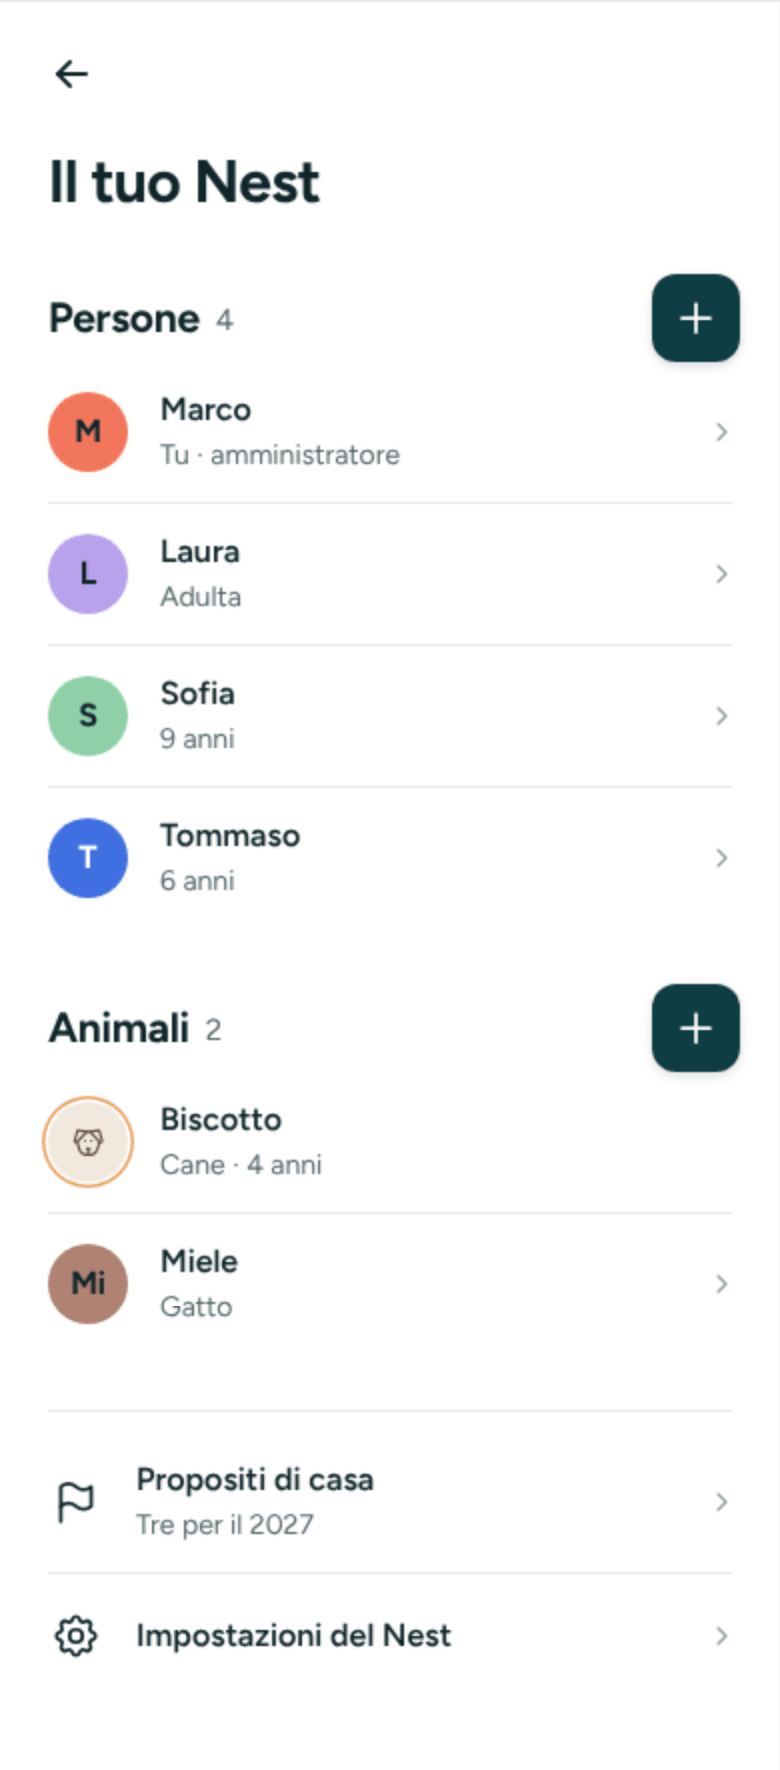 Il tuo Nest
Persone 4
M
Marco
Tu · amministratore
L
Laura
Adulta
S
Sofia
9 anni
T
Tommaso
6 anni
Animali 2
Biscotto
Cane · 4 anni
Mi
Miele
Gatto
Propositi di casa
Tre per il 2027
Impostazioni del Nest